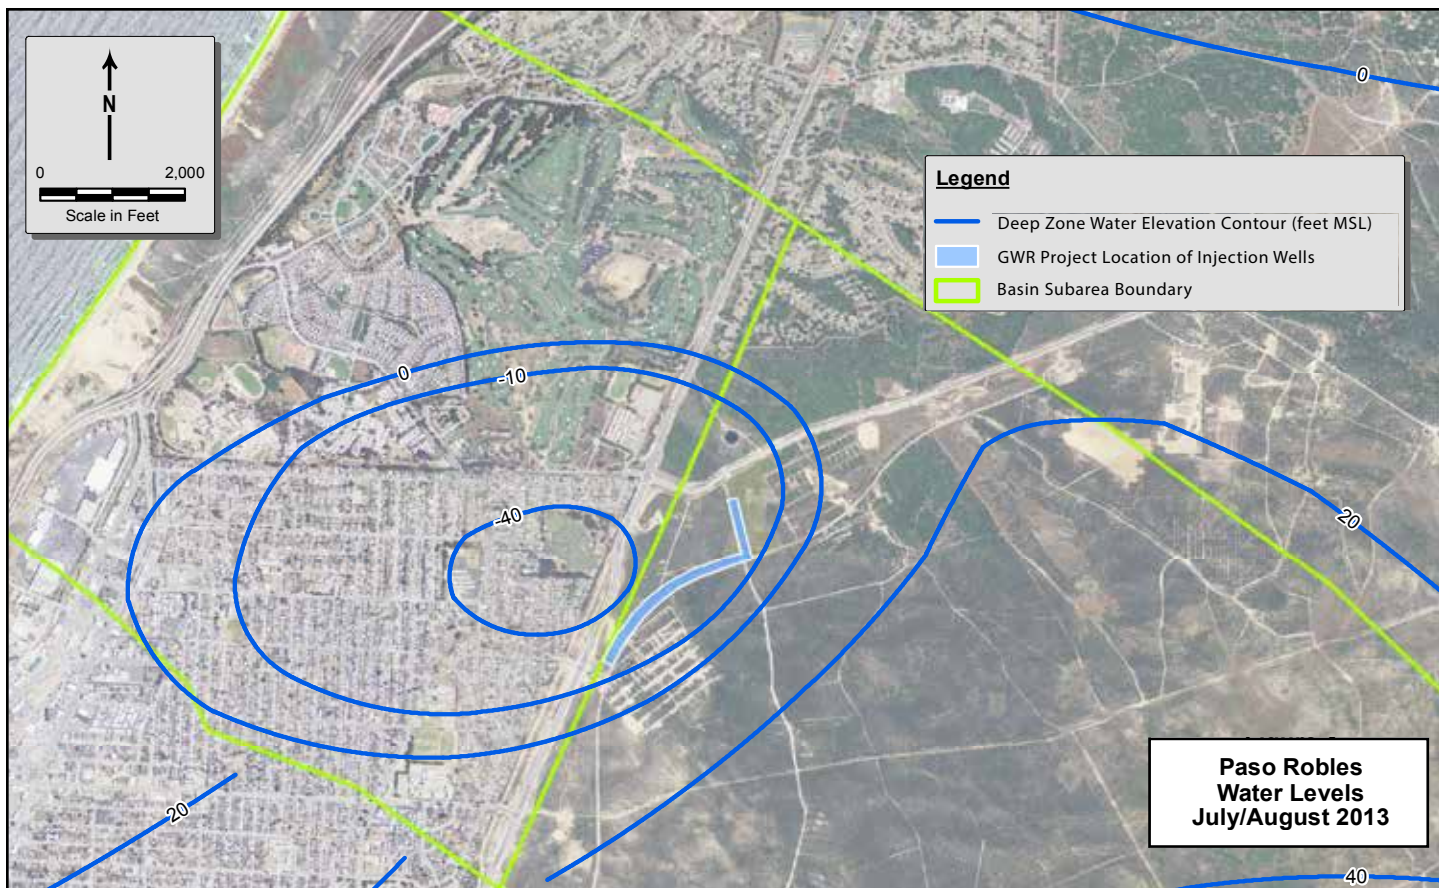 N
0 2,000
Scale in Feet
0
Legend
Deep Zone Water Elevation Contour (feet MSL)
GWR Project Location of Injection Wells
Basin Subarea Boundary
0
-10
-40
20
20
Paso Robles
Water Levels
July/August 2013
40